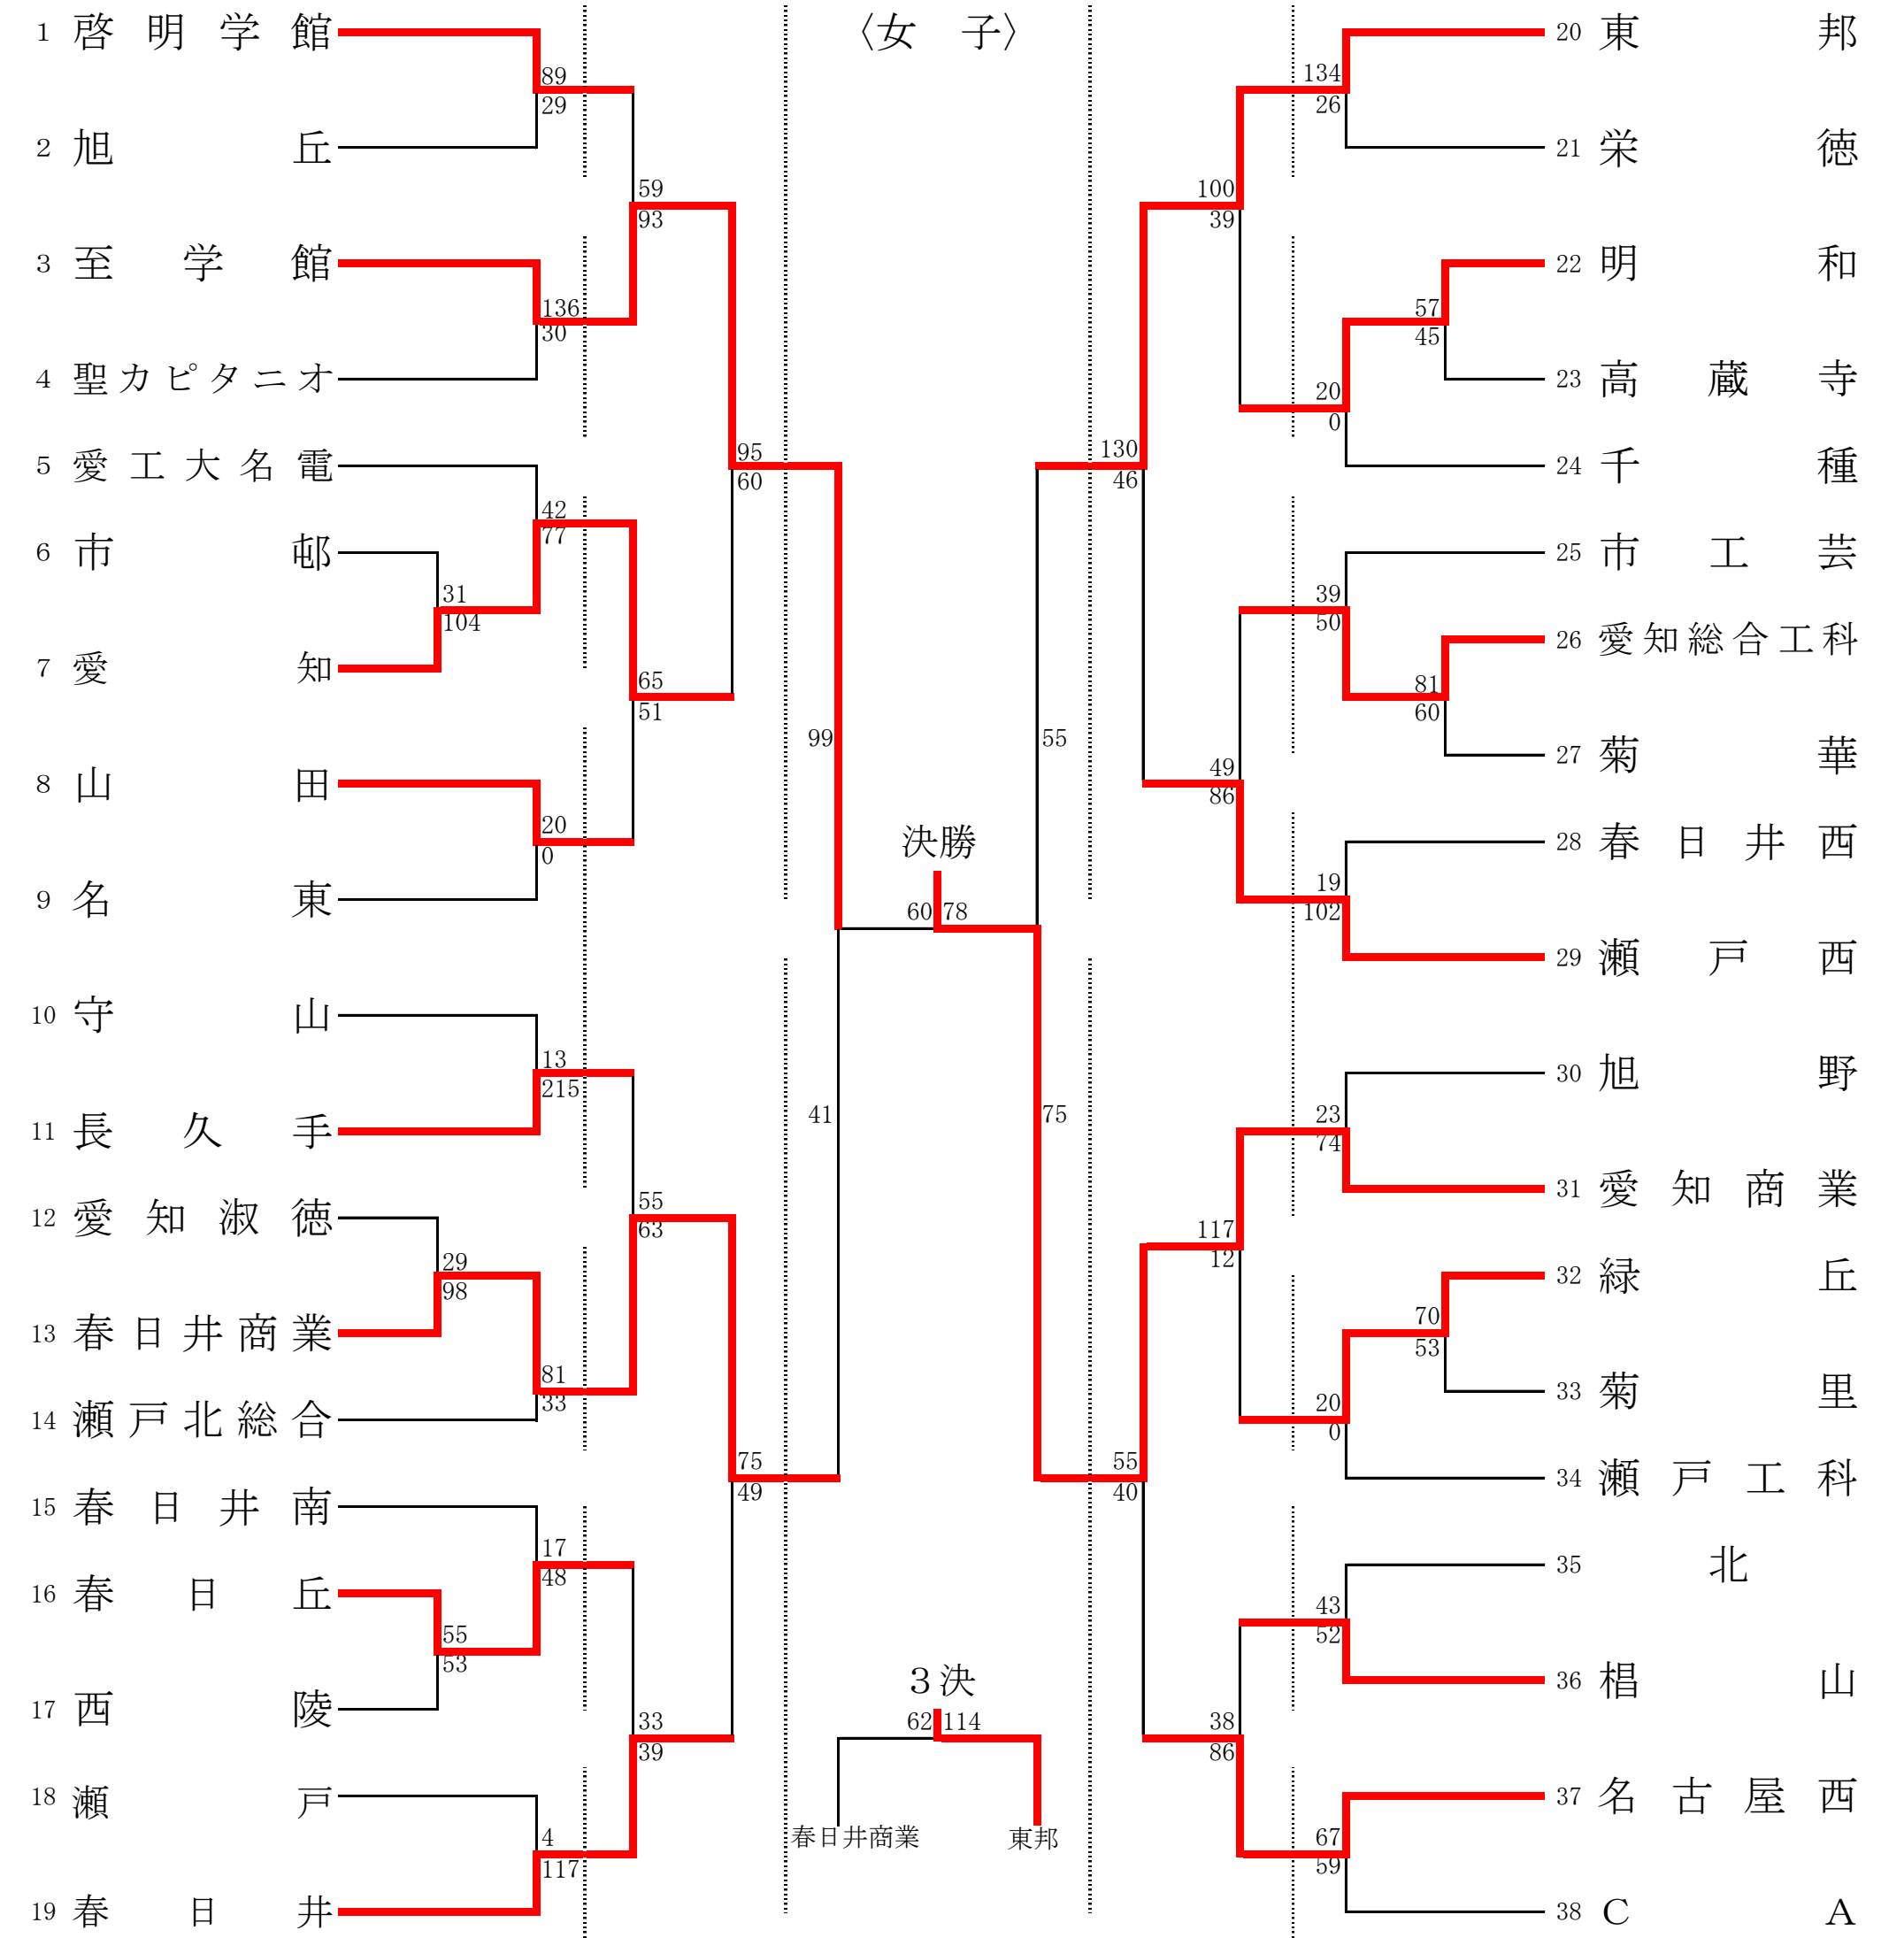 〈女　子〉
1 啓明学館
89
29
2 旭丘
59
93
3 至学館
136
30
4 聖カピタニオ
95
60
5 愛工大名電
42
77
6 市邨
31
104
7 愛知
65
51
8 山田
20
0
9 名東
99
41
10 守山
13
215
11 長久手
55
63
12 愛知淑徳
29
98
13 春日井商業
81
33
14 瀬戸北総合
75
49
15 春日井南
17
48
16 春日丘
55
53
17 西陵
33
39
18 瀬戸
4
117
19 春日井
決勝
60 78
3決
62 114
春日井商業
東邦
20 東邦
134
26
21 栄徳
100
39
22 明和
57
45
23 高蔵寺
20
0
24 千種
130
46
25 市工芸
39
50
26 愛知総合工科
81
60
27 菊華
49
86
28 春日井西
19
102
29 瀬戸西
55
75
30 旭野
23
74
31 愛知商業
117
12
32 緑丘
70
53
33 菊里
20
0
34 瀬戸工科
55
40
35 北
43
52
36 椙山
38
86
37 名古屋西
67
59
38 ＣＡ